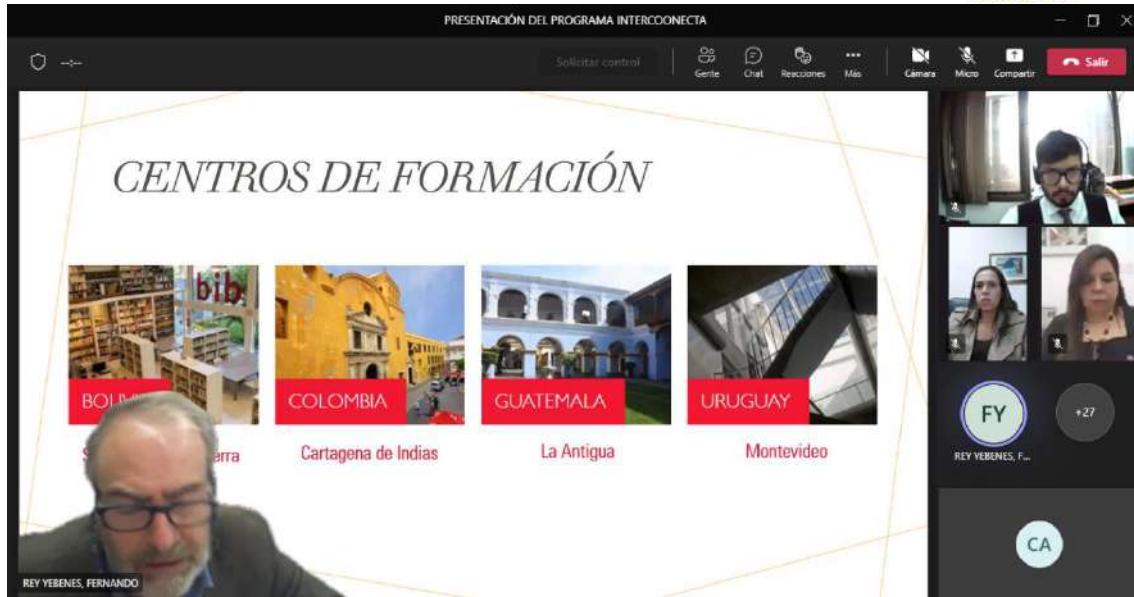 PRESENTACIÓN DEL PROGRAMA INTERCOONECTA
Solicitar control
Gente
Chat
Reacciones
Más
Cámara
Micro
Compartir
Salir
CENTROS DE FORMACIÓN
bib
COLOMBIA
GUATEMALA
URUGUAY
Cartagena de Indias
La Antigua
Montevideo
FY
+27
REY YEBENES, F...
CA
REY YEBENES, FERNANDO